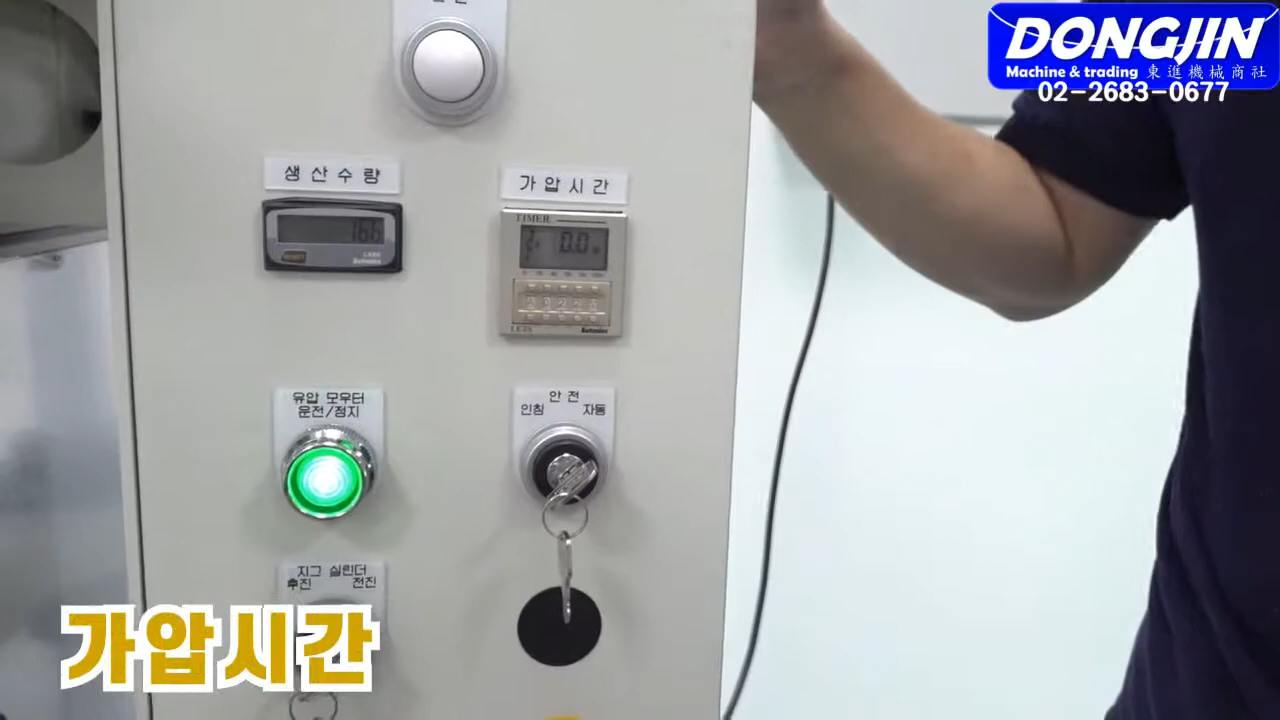 DONGJIN
Machine & trading 東進機械商社
02-2683-0677
생산수량
166
가압시간
TIMER
0.0
Autonics
유압 모우터
운전/정지
안전
인칭 자동
지그 실린더
후진 전진
가압시간